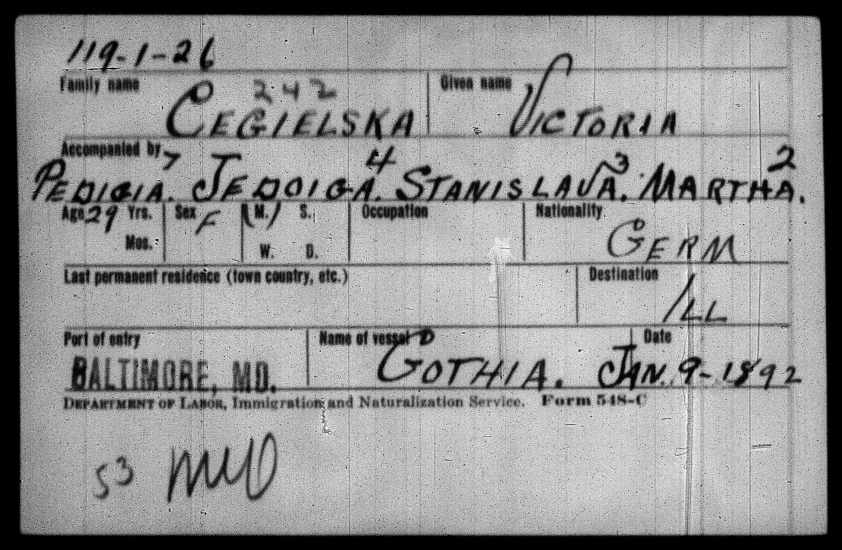 119-1-26
Family name 242 Given name
CEGIELSKA VICTORIA
Accompanied by 7 4 3 2
PEDIGIA. JEDOIGA. STANISLAVA. MARTHA.
Age 29 Yrs. Sex F (M.) S. Occupation Nationality
Mos. W. D. GERM
Last permanent residence (town country, etc.) Destination
ILL
Port of entry Name of vessel D Date
BALTIMORE, MD. GOTHIA. JAN. 9-1892
DEPARTMENT OF LABOR, Immigration and Naturalization Service. Form 548-C
53